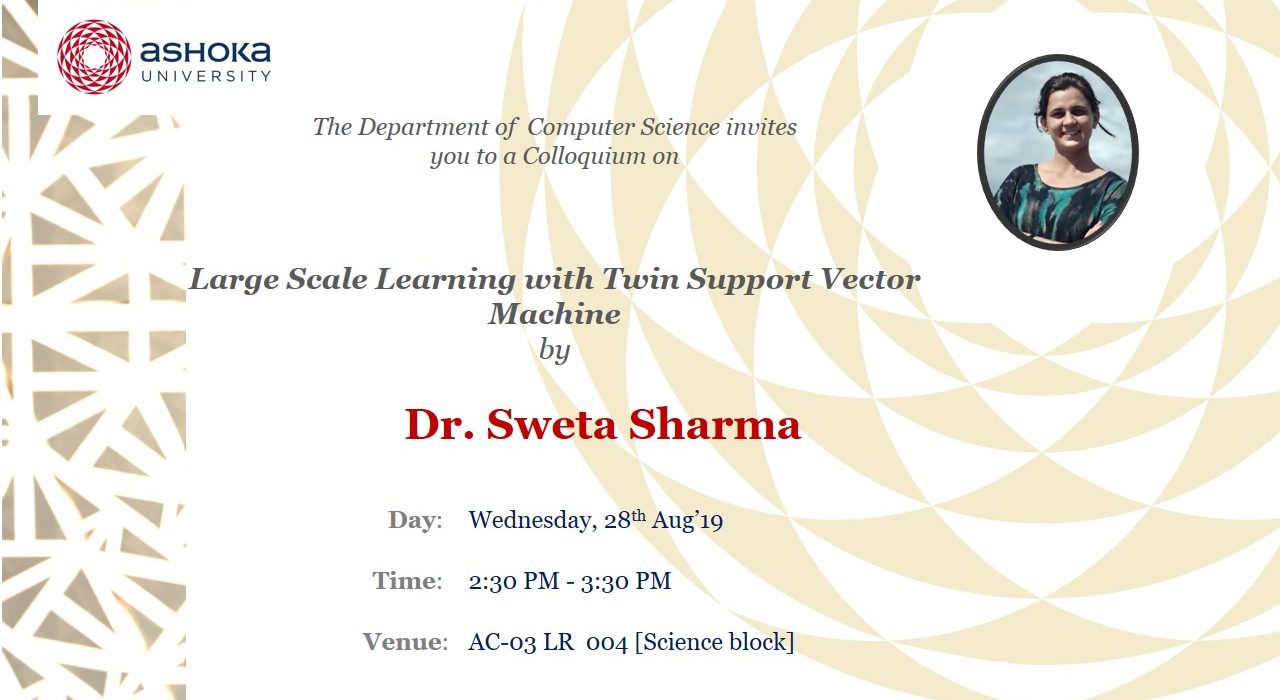 ASHOKA
UNIVERSITY
The Department of Computer Science invites
you to a Colloquium on
Large Scale Learning with Twin Support Vector
Machine
by
Dr. Sweta Sharma
Day: Wednesday, 28th Aug’19
Time: 2:30 PM - 3:30 PM
Venue: AC-03 LR 004 [Science block]